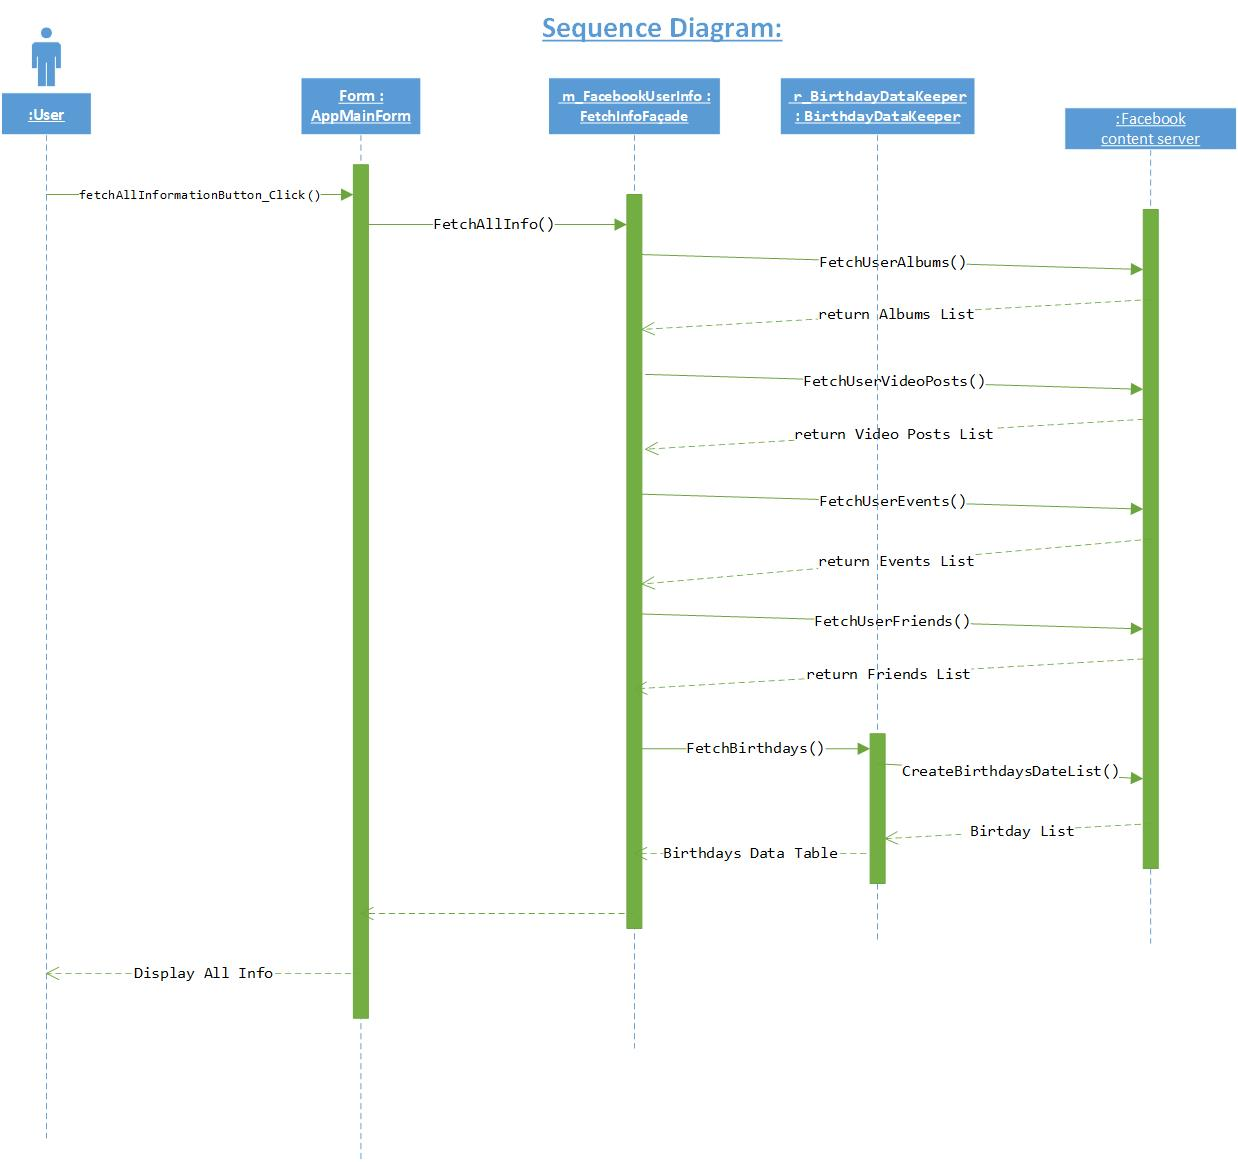 Sequence Diagram:
:User
Form :
AppMainForm
m_FacebookUserInfo :
FetchInfoFaçade
r_BirthdayDataKeeper
: BirthdayDataKeeper
:Facebook
content server
fetchAllInformationButton_Click()
FetchAllInfo()
FetchUserAlbums()
return Albums List
FetchUserVideoPosts()
return Video Posts List
FetchUserEvents()
return Events List
FetchUserFriends()
return Friends List
FetchBirthdays()
CreateBirthdaysDateList()
Birtday List
Birthdays Data Table
Display All Info